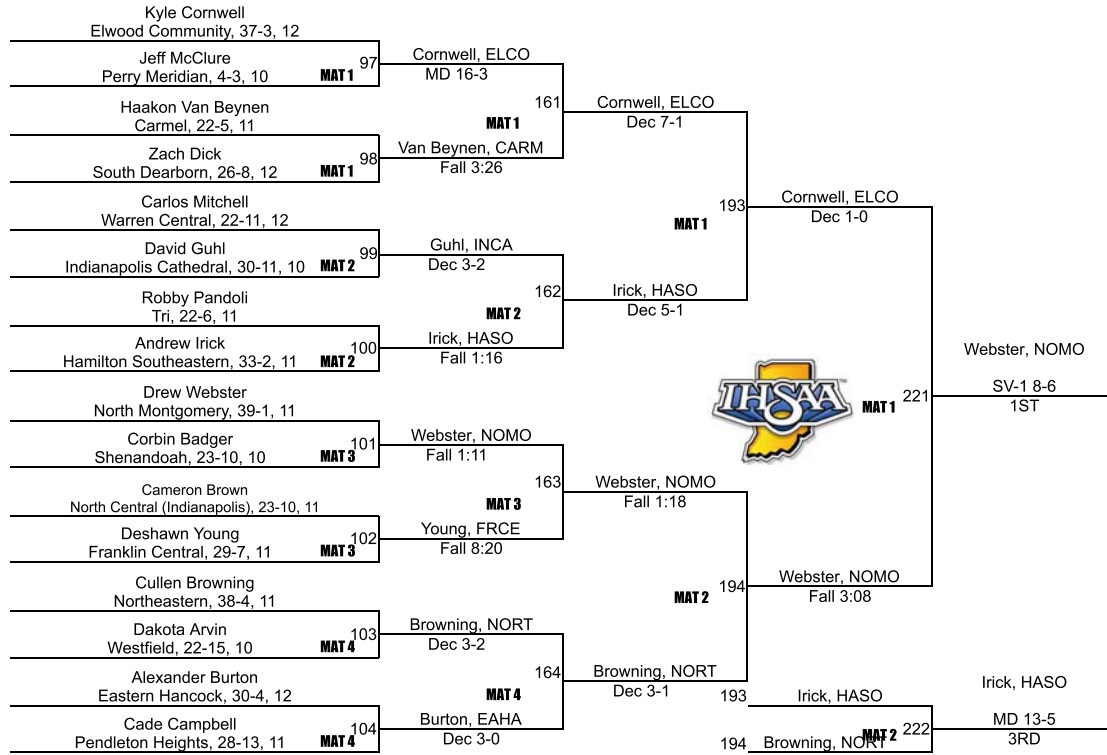 Kyle Cornwell
Elwood Community, 37-3, 12
Jeff McClure
Perry Meridian, 4-3, 10
MAT 1
97
Haakon Van Beynen
Carmel, 22-5, 11
Zach Dick
South Dearborn, 26-8, 12
MAT 1
98
Carlos Mitchell
Warren Central, 22-11, 12
David Guhl
Indianapolis Cathedral, 30-11, 10
MAT 2
99
Robby Pandoli
Tri, 22-6, 11
Andrew Irick
Hamilton Southeastern, 33-2, 11
MAT 2
100
Drew Webster
North Montgomery, 39-1, 11
Corbin Badger
Shenandoah, 23-10, 10
MAT 3
101
Cameron Brown
North Central (Indianapolis), 23-10, 11
Deshawn Young
Franklin Central, 29-7, 11
MAT 3
102
Cullen Browning
Northeastern, 38-4, 11
Dakota Arvin
Westfield, 22-15, 10
MAT 4
103
Alexander Burton
Eastern Hancock, 30-4, 12
Cade Campbell
Pendleton Heights, 28-13, 11
MAT 4
104
Cornwell, ELCO
MD 16-3
161
MAT 1
Van Beynen, CARM
Fall 3:26
Guhl, INCA
Dec 3-2
162
MAT 2
Irick, HASO
Fall 1:16
Webster, NOMO
Fall 1:11
163
MAT 3
Young, FRCE
Fall 8:20
Browning, NORT
Dec 3-2
164
MAT 4
Burton, EAHA
Dec 3-0
Cornwell, ELCO
Dec 7-1
193
MAT 1
Irick, HASO
Dec 5-1
Webster, NOMO
Fall 1:18
194
MAT 2
Browning, NORT
Dec 3-1
Cornwell, ELCO
Dec 1-0
IHSAA
TM
MAT 1
221
Webster, NOMO
Fall 3:08
Webster, NOMO
SV-1 8-6
1ST
193
Irick, HASO
MAT 2
222
194
Browning, NORT
Irick, HASO
MD 13-5
3RD